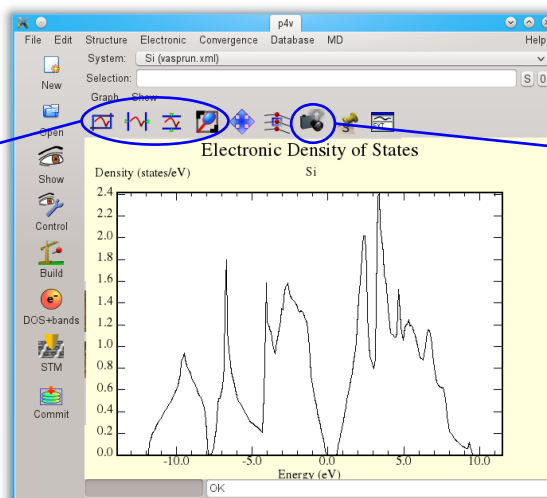 p4v
File Edit Structure Electronic Convergence Database MD Help
System: Si (vasprun.xml)
Selection: S 0
Graph Show
New
Open
Show
Control
Build
DOS+bands
STM
Commit
Electronic Density of States
Density (states/eV) Si
2.4
2.2
2.0
1.8
1.6
1.4
1.2
1.0
0.8
0.6
0.4
0.2
0.0
-10.0 -5.0 0.0 5.0 10.0
Energy (eV)
OK